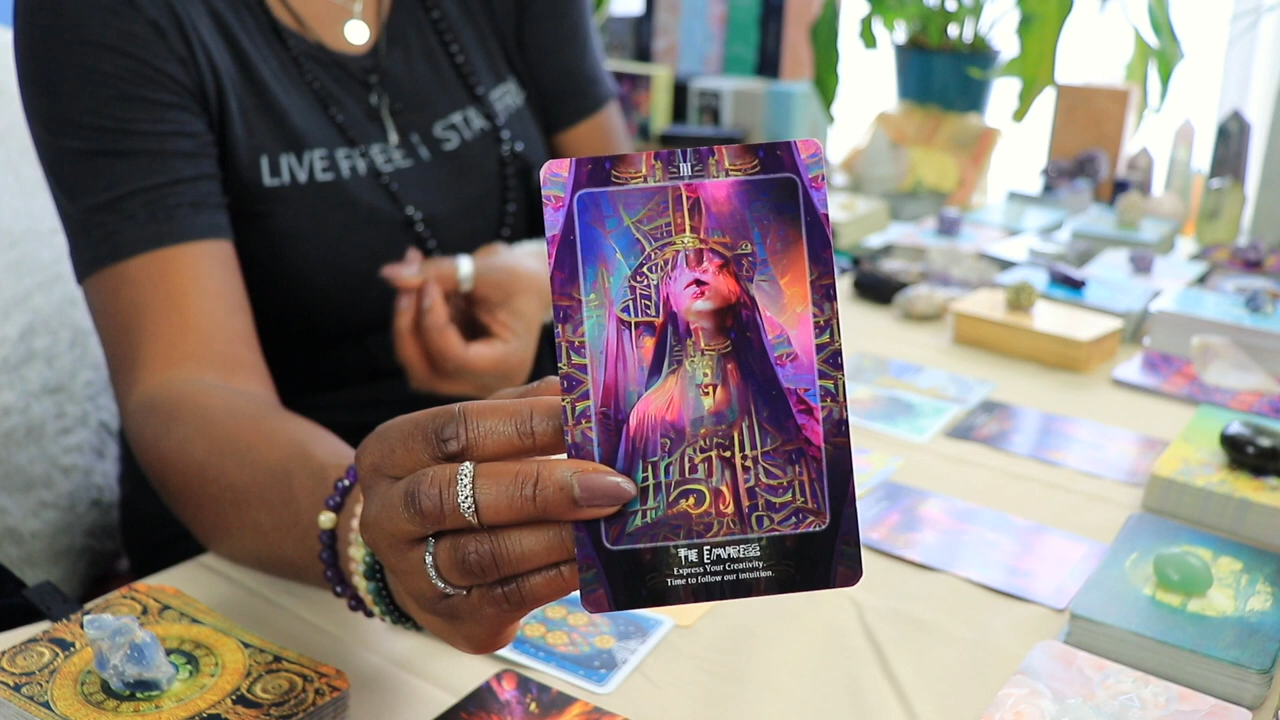 LIVE FREE
III
THE EMPRESS
Express Your Creativity.
Time to follow our intuition.